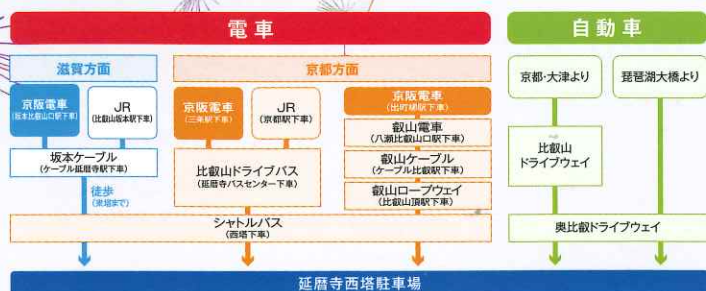 電車
自動車
滋賀方面
京都方面
京都・大津より
琵琶湖大橋より
京阪電車
(坂本比叡山口駅下車)
JR
(比叡山坂本駅下車)
京阪電車
(三条駅下車)
JR
(京都駅下車)
京阪電車
(出町柳駅下車)
叡山電車
(八瀬比叡山口駅下車)
比叡山
ドライブウェイ
坂本ケーブル
(ケーブル延暦寺駅下車)
比叡山ドライブバス
(延暦寺バスセンター下車)
叡山ケーブル
(ケーブル比叡駅下車)
徒歩
(東塔まで)
叡山ロープウェイ
(比叡山頂駅下車)
シャトルバス
(西塔下車)
奥比叡ドライブウェイ
延暦寺西塔駐車場